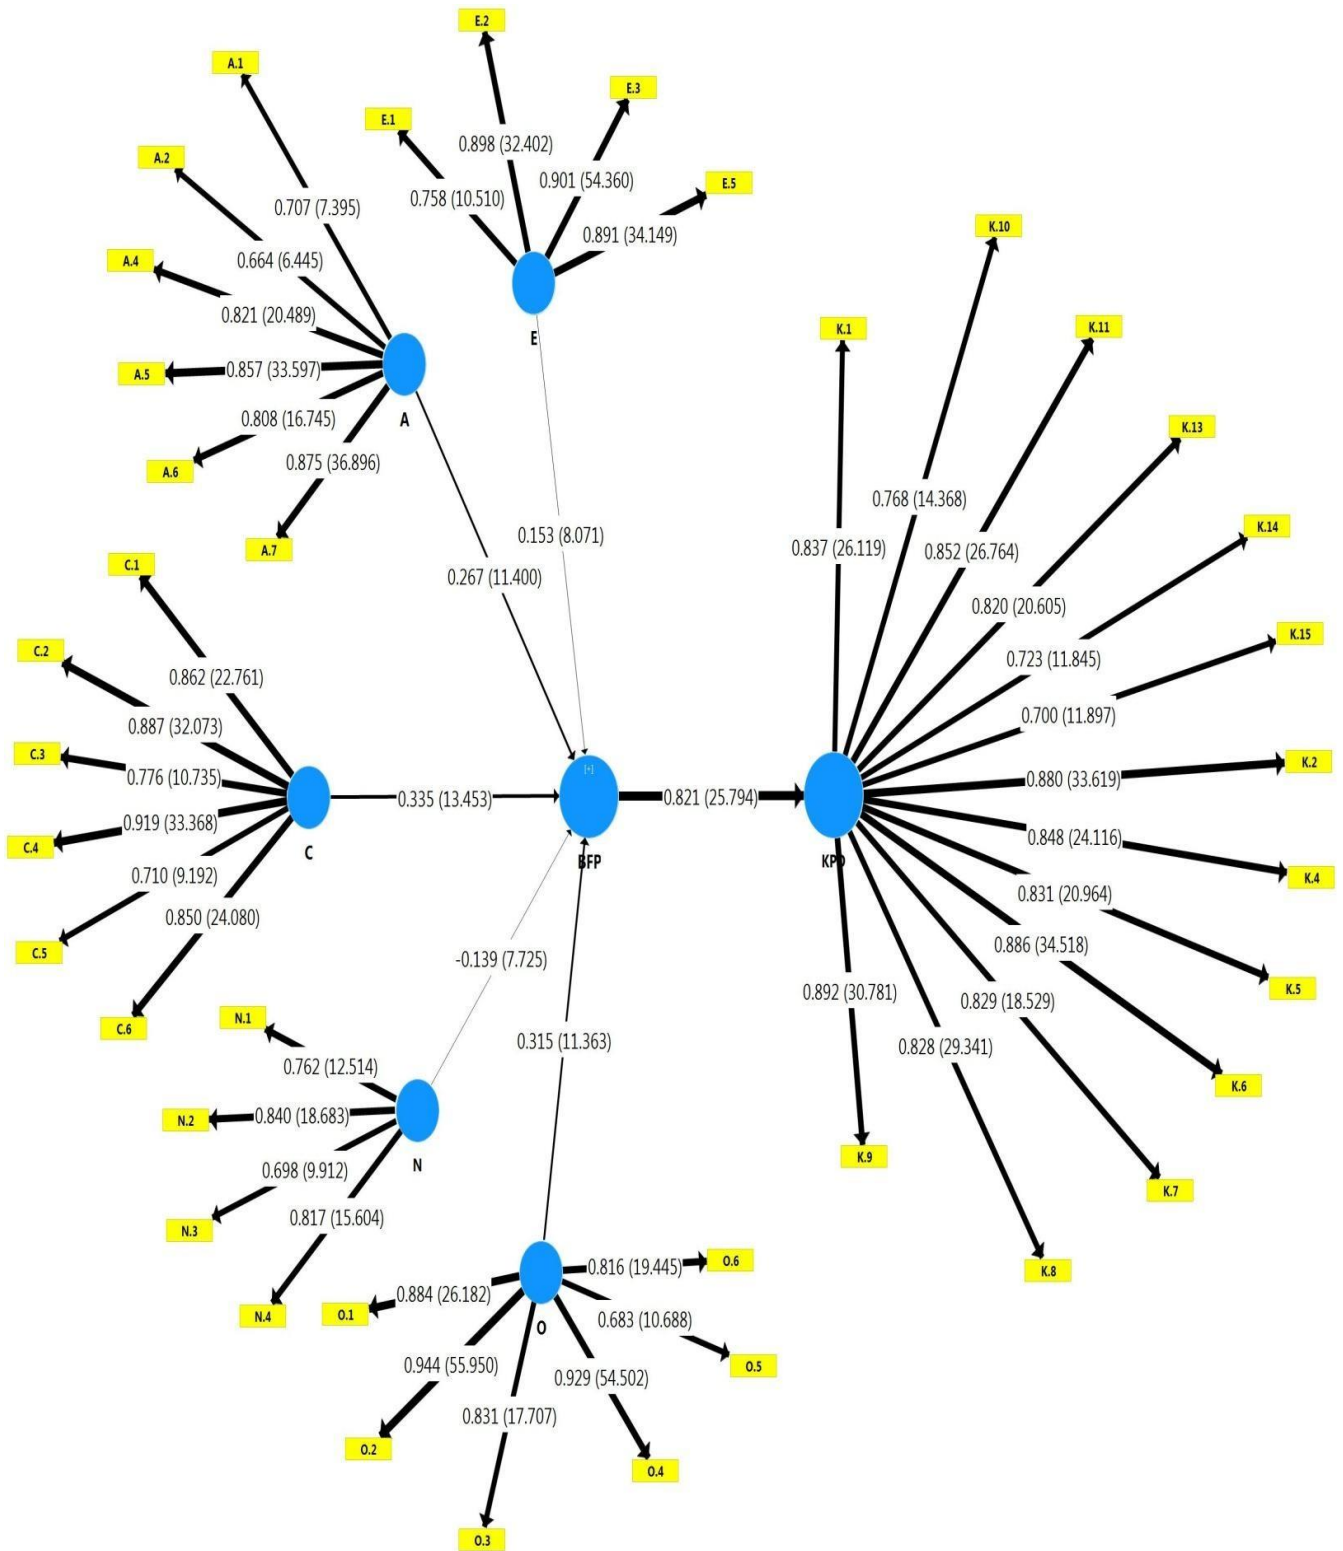 E.2
A.1
E.3
E.1
0.898 (32.402)
A.2
0.901 (54.360)
E.5
0.758 (10.510)
0.707 (7.395)
0.891 (34.149)
K.10
A.4
0.664 (6.445)
0.821 (20.489)
K.1
K.11
E
A.5
0.857 (33.597)
0.808 (16.745)
A
K.13
A.6
0.875 (36.896)
0.768 (14.368)
K.14
0.153 (8.071)
A.7
0.837 (26.119)
0.852 (26.764)
C.1
0.267 (11.400)
0.820 (20.605)
K.15
C.2
0.862 (22.761)
0.723 (11.845)
0.700 (11.897)
0.887 (32.073)
C.3
K.2
[+]
0.776 (10.735)
0.880 (33.619)
0.335 (13.453)
0.821 (25.794)
0.919 (33.368)
0.848 (24.116)
C.4
C
BFP
KPD
0.710 (9.192)
K.4
0.831 (20.964)
0.850 (24.080)
C.5
0.886 (34.518)
-0.139 (7.725)
K.5
0.892 (30.781)
0.829 (18.529)
N.1
C.6
0.315 (11.363)
0.828 (29.341)
0.762 (12.514)
K.6
N.2
0.840 (18.683)
K.9
N
0.698 (9.912)
K.7
0.817 (15.604)
N.3
0.816 (19.445)
O.6
K.8
0.884 (26.182)
N.4
O.1
0.683 (10.688)
O
0.944 (55.950)
O.5
0.929 (54.502)
0.831 (17.707)
O.2
O.4
O.3